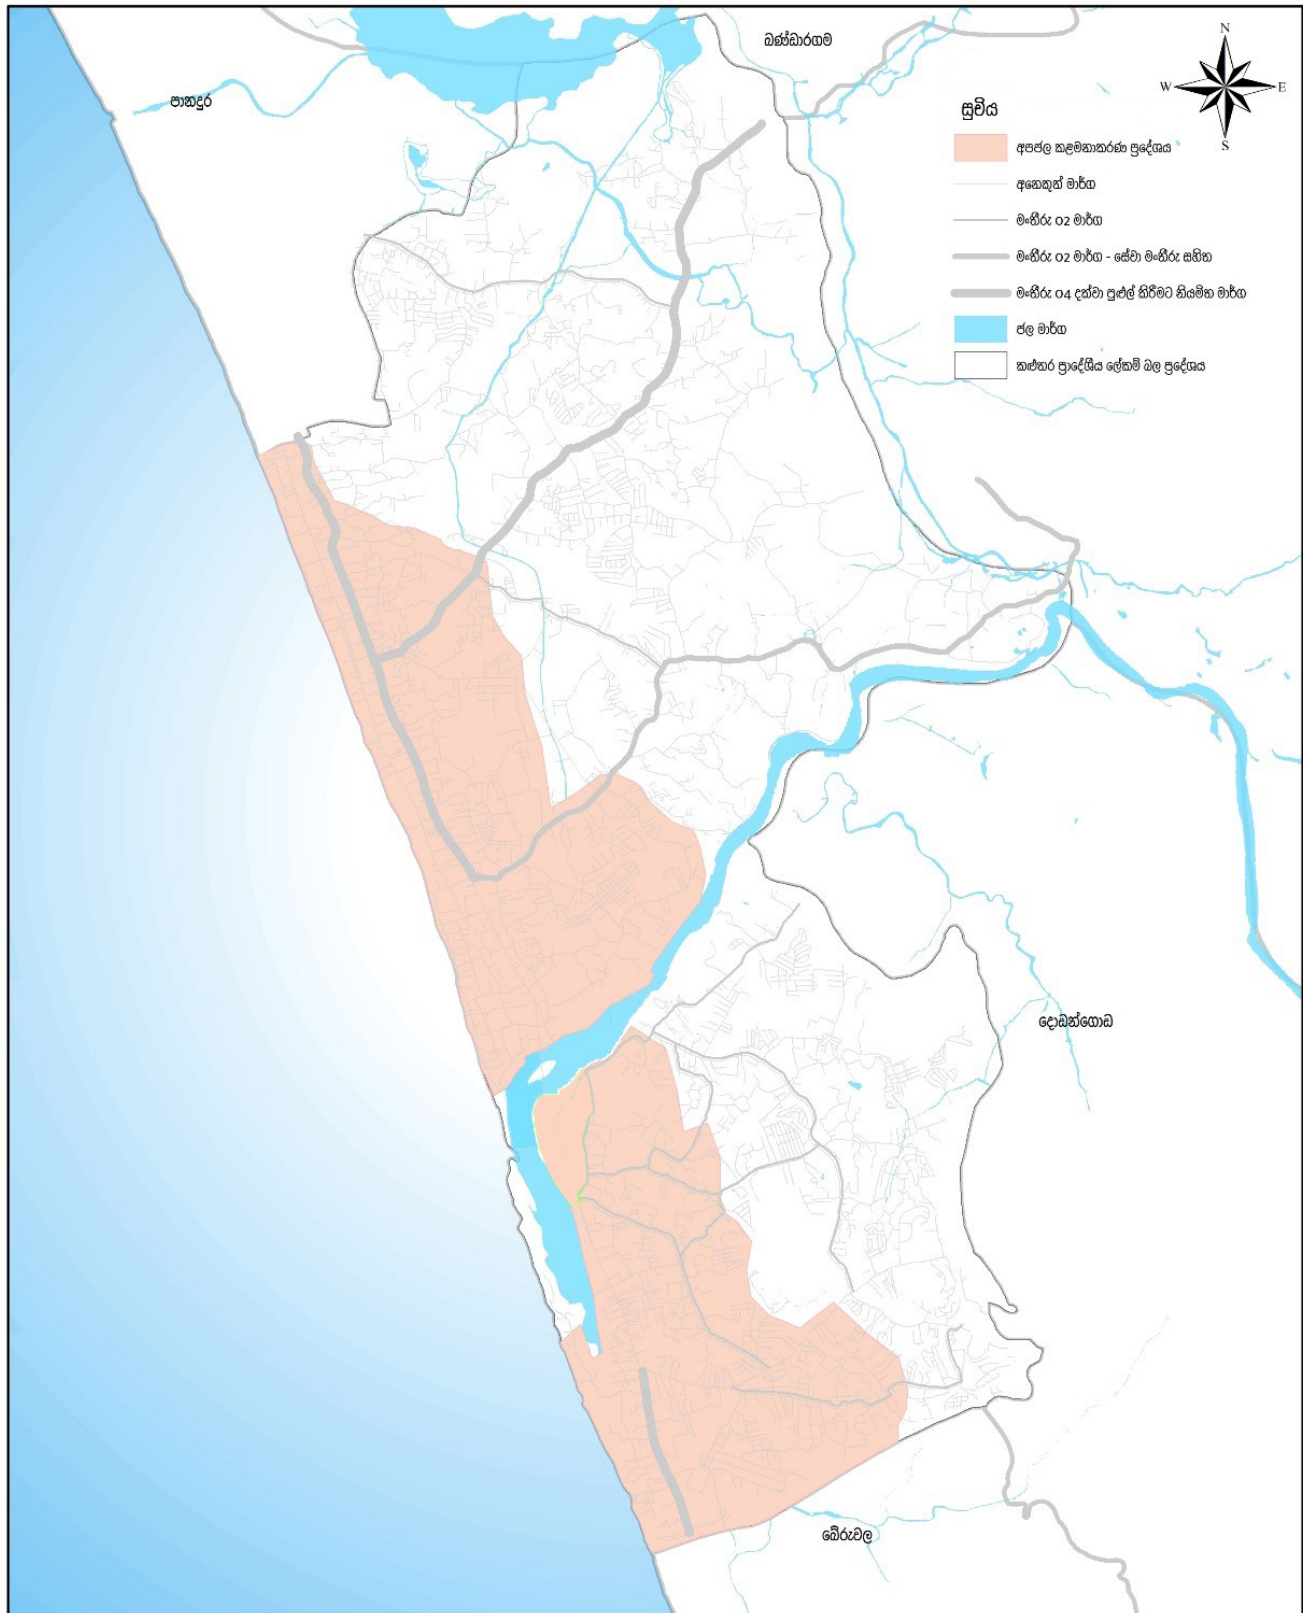 බණ්ඩාරගම
පානදුර
N
W E
S
සුචිය
අපජල කළමනාකරණ ප්‍රදේශය
අනෙකුත් මාර්ග
මංතීරු 02 මාර්ග
මංතීරු 02 මාර්ග - සේවා මංතීරු සහිත
මංතීරු 04 දක්වා පුළුල් කිරීමට නියමිත මාර්ග
ජල මාර්ග
කළුතර ප්‍රාදේශීය ලේකම් බල ප්‍රදේශය
දොඩන්ගොඩ
බේරුවල